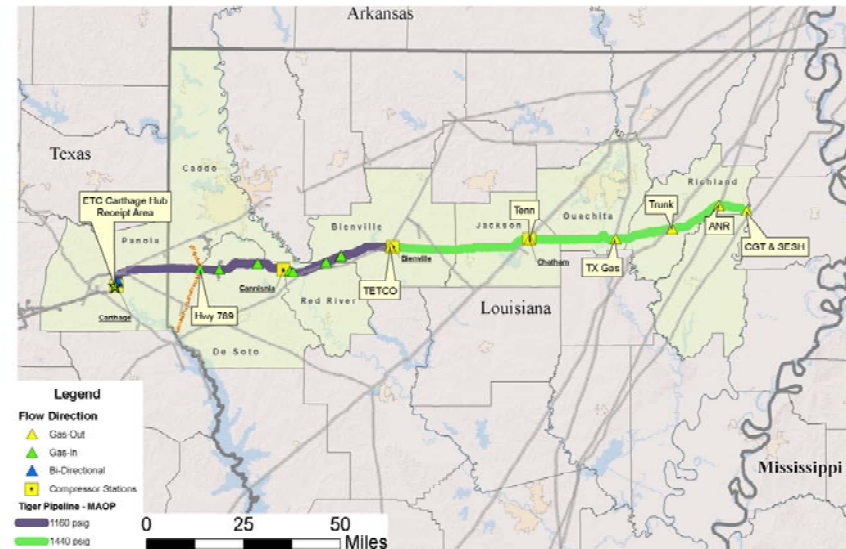 Arkansas
Texas
Caddo
ETC Carthage Hub
Receipt Area
Panola
Carthage
Hwy 789
De Soto
Red River
Bienville
Bienville
TETCO
Jackson
Tenn
Chatham
Ouachita
TX Gas
Trunk
Richland
ANR
CGT & SESH
Louisiana
Mississippi
Legend
Flow Direction
Gas-Out
Gas-In
Bi-Directional
Compressor Stations
Tiger Pipeline - MAOP
1160 psig
1440 psig
0 25 50
Miles